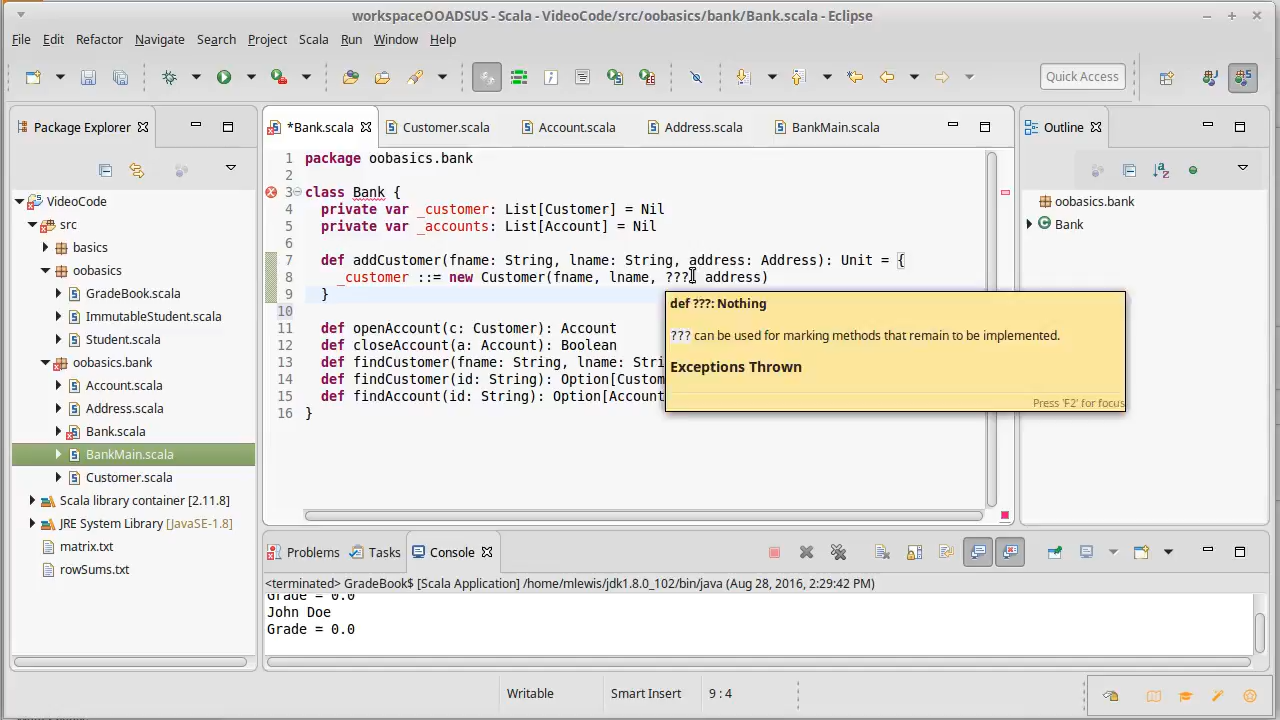 workspaceOOADSUS - Scala - VideoCode/src/oobasics/bank/Bank.scala - Eclipse
File Edit Refactor Navigate Search Project Scala Run Window Help
Quick Access
Package Explorer
*Bank.scala Customer.scala Account.scala Address.scala BankMain.scala
Outline
VideoCode
src
basics
oobasics
GradeBook.scala
ImmutableStudent.scala
Student.scala
oobasics.bank
Account.scala
Address.scala
Bank.scala
BankMain.scala
Customer.scala
Scala library container [2.11.8]
JRE System Library [JavaSE-1.8]
matrix.txt
rowSums.txt
1 package oobasics.bank
2
3 class Bank {
4 private var _customer: List[Customer] = Nil
5 private var _accounts: List[Account] = Nil
6
7 def addCustomer(fname: String, lname: String, address: Address): Unit = {
8 _customer ::= new Customer(fname, lname, ??? address)
9 }
10
11 def openAccount(c: Customer): Account
12 def closeAccount(a: Account): Boolean
13 def findCustomer(fname: String, lname: Stri
14 def findCustomer(id: String): Option[Custom
15 def findAccount(id: String): Option[Account
16 }
def ???: Nothing
??? can be used for marking methods that remain to be implemented.
Exceptions Thrown
Press 'F2' for focus
oobasics.bank
Bank
Problems Tasks Console
<terminated> GradeBook$ [Scala Application] /home/mlewis/jdk1.8.0_102/bin/java (Aug 28, 2016, 2:29:42 PM)
Grade = 0.0
John Doe
Grade = 0.0
Writable Smart Insert 9 : 4